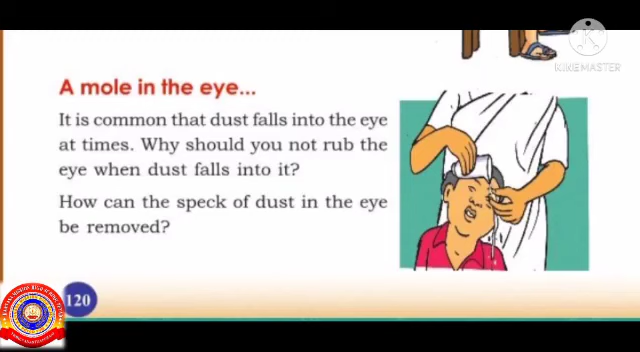 KINEMASTER
A mole in the eye...
It is common that dust falls into the eye
at times. Why should you not rub the
eye when dust falls into it?
How can the speck of dust in the eye
be removed?
120